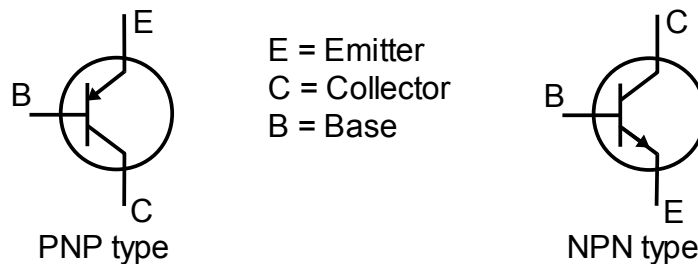 E
B
C
PNP type
E = Emitter
C = Collector
B = Base
C
B
E
NPN type